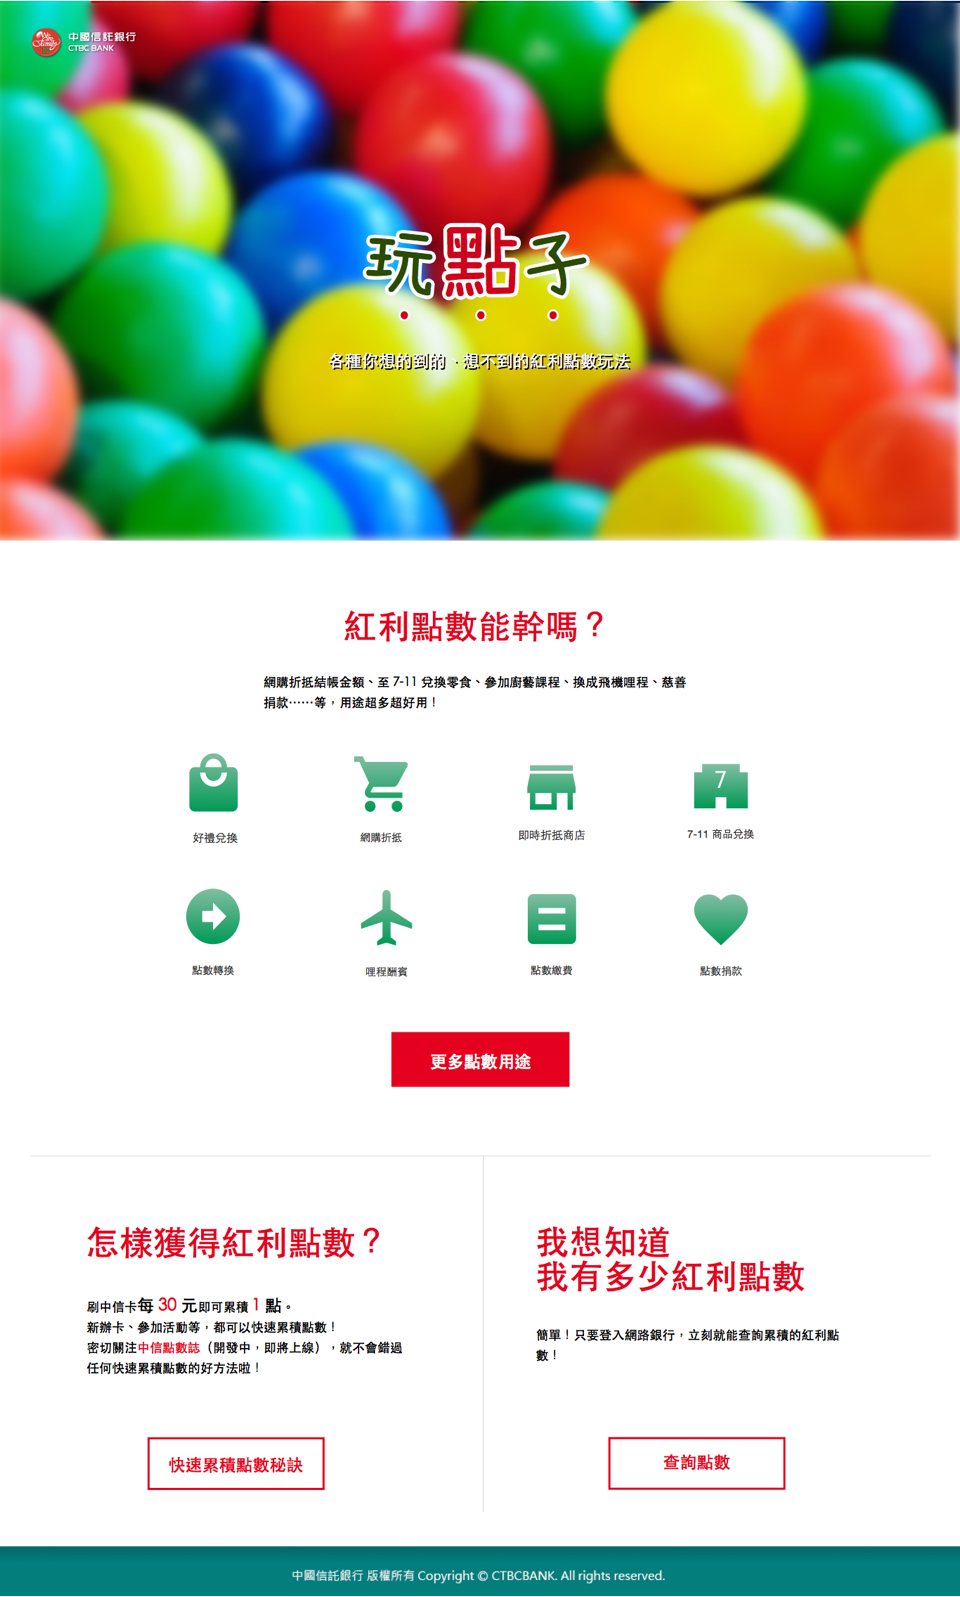 中國信託銀行
CTBC BANK
玩點子
各種你想的到的、想不到的紅利點數玩法
紅利點數能幹嗎？
網購折抵結帳金額、至 7-11 兌換零食、參加廚藝課程、換成飛機哩程、慈善
捐款……等，用途超多超好用！
7
好禮兌換
網購折抵
即時折抵商店
7-11 商品兌換
點數轉換
哩程酬賓
點數繳費
點數捐款
更多點數用途
怎樣獲得紅利點數？
刷中信卡每 30 元即可累積 1 點。
新辦卡、參加活動等，都可以快速累積點數！
密切關注中信點數誌（開發中，即將上線），就不會錯過
任何快速累積點數的好方法啦！
快速累積點數秘訣
我想知道
我有多少紅利點數
簡單！只要登入網路銀行，立刻就能查詢累積的紅利點
數！
查詢點數
中國信託銀行 版權所有 Copyright © CTBCBANK. All rights reserved.